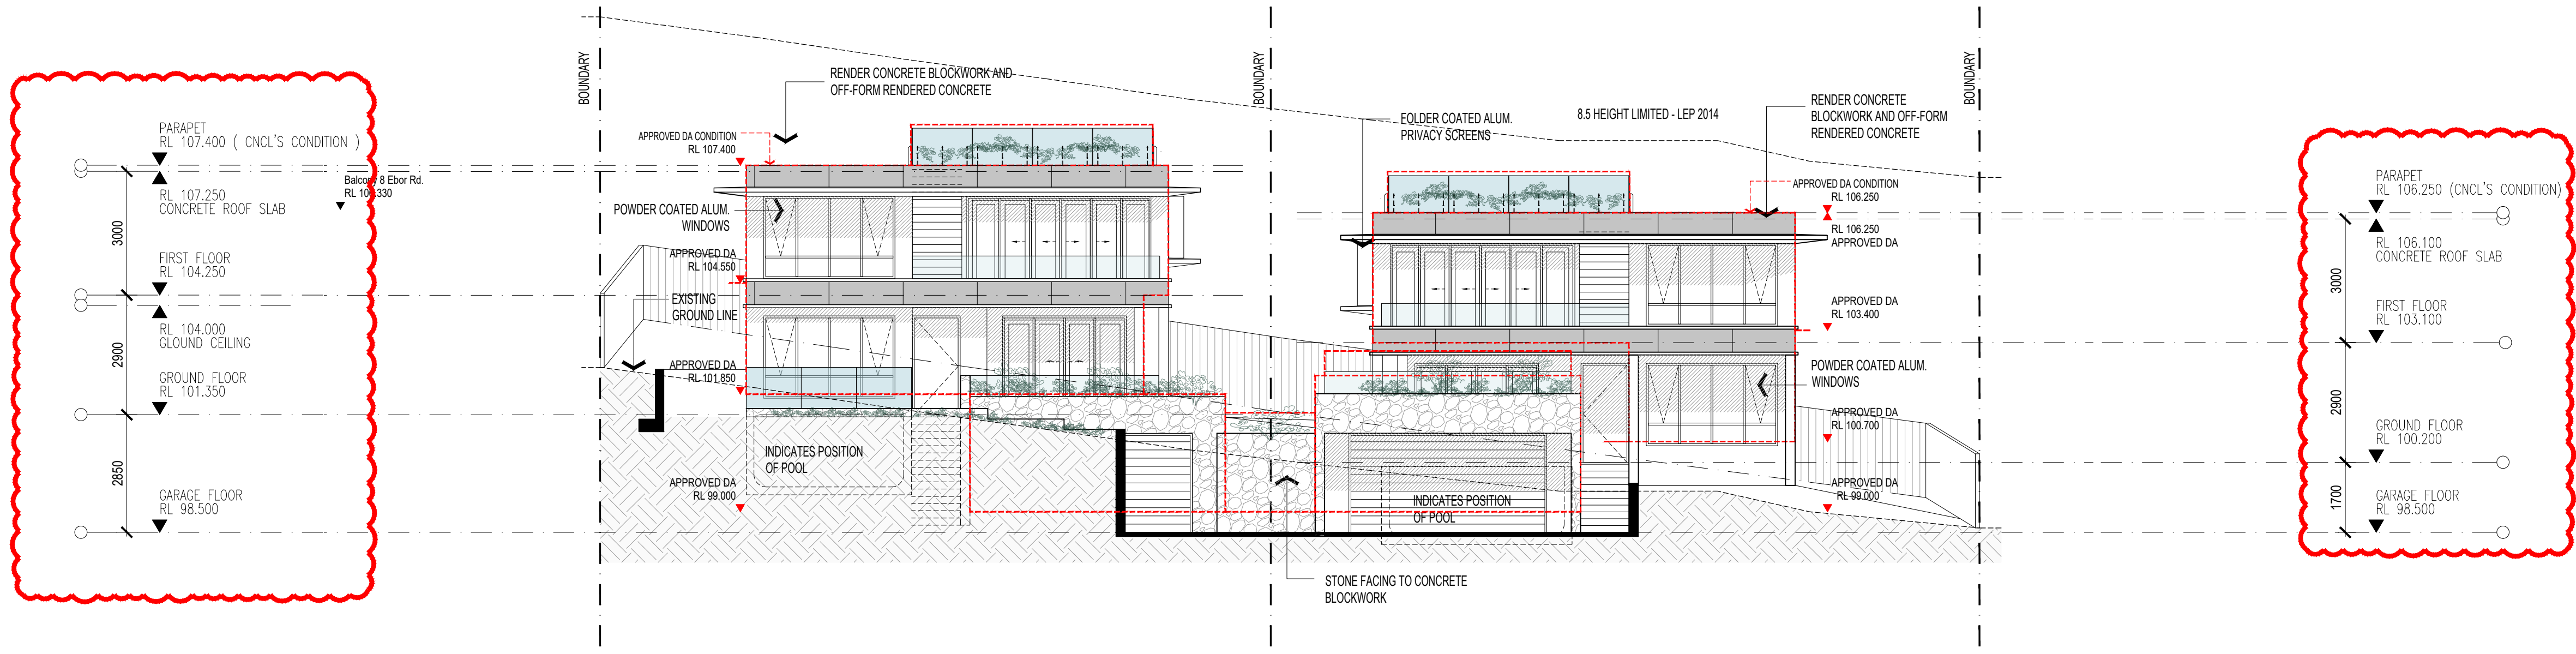 PARAPET
RL 107.400 ( CNCL'S CONDITION )
RL 107.250
CONCRETE ROOF SLAB
3000
FIRST FLOOR
RL 104.250
RL 104.000
GLOUND CEILING
2900
GROUND FLOOR
RL 101.350
2850
GARAGE FLOOR
RL 98.500
Balcony 8 Ebor Rd.
BOUNDARY
RENDER CONCRETE BLOCKWORK AND
OFF-FORM RENDERED CONCRETE
APPROVED DA CONDITION
RL 107.400
POWDER COATED ALUM.
WINDOWS
APPROVED DA
RL 104.550
EXISTING
GROUND LINE
APPROVED DA
RL 101.850
INDICATES POSITION
OF POOL
APPROVED DA
RL 99.000
BOUNDARY
FOLDER COATED ALUM.
PRIVACY SCREENS
8.5 HEIGHT LIMITED - LEP 2014
RENDER CONCRETE
BLOCKWORK AND OFF-FORM
RENDERED CONCRETE
BOUNDARY
APPROVED DA CONDITION
RL 106.250
RL 106.250
APPROVED DA
APPROVED DA
RL 103.400
POWDER COATED ALUM.
WINDOWS
APPROVED DA
RL 100.700
APPROVED DA
RL 99.000
INDICATES POSITION
OF POOL
STONE FACING TO CONCRETE
BLOCKWORK
PARAPET
RL 106.250 (CNCL'S CONDITION)
RL 106.100
CONCRETE ROOF SLAB
3000
FIRST FLOOR
RL 103.100
2900
GROUND FLOOR
RL 100.200
1700
GARAGE FLOOR
RL 98.500